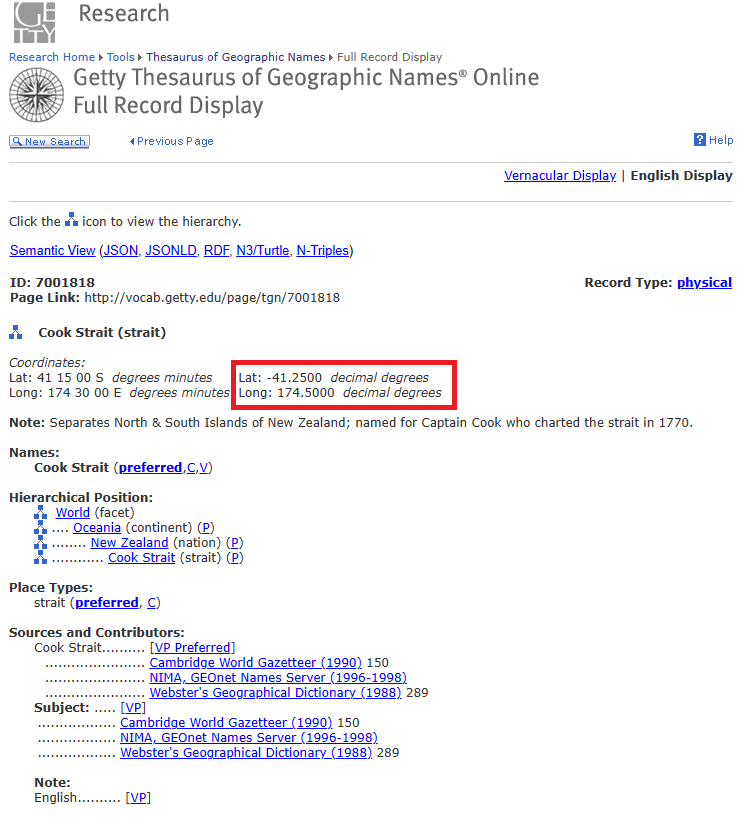 GETTY
Research
Research Home Tools Thesaurus of Geographic Names Full Record Display
Getty Thesaurus of Geographic Names® Online
Full Record Display
New Search Previous Page ? Help
Vernacular Display | English Display
Click the icon to view the hierarchy.
Semantic View (JSON, JSONLD, RDF, N3/Turtle, N-Triples)
ID: 7001818 Record Type: physical
Page Link: http://vocab.getty.edu/page/tgn/7001818
Cook Strait (strait)
Coordinates:
Lat: 41 15 00 S degrees minutes Lat: -41.2500 decimal degrees
Long: 174 30 00 E degrees minutes Long: 174.5000 decimal degrees
Note: Separates North & South Islands of New Zealand; named for Captain Cook who charted the strait in 1770.
Names:
Cook Strait (preferred,C,V)
Hierarchical Position:
World (facet)
.... Oceania (continent) (P)
........ New Zealand (nation) (P)
............ Cook Strait (strait) (P)
Place Types:
strait (preferred, C)
Sources and Contributors:
Cook Strait.......... [VP Preferred]
....................... Cambridge World Gazetteer (1990) 150
....................... NIMA, GEOnet Names Server (1996-1998)
....................... Webster's Geographical Dictionary (1988) 289
Subject: ..... [VP]
.................. Cambridge World Gazetteer (1990) 150
.................. NIMA, GEOnet Names Server (1996-1998)
.................. Webster's Geographical Dictionary (1988) 289
Note:
English.......... [VP]